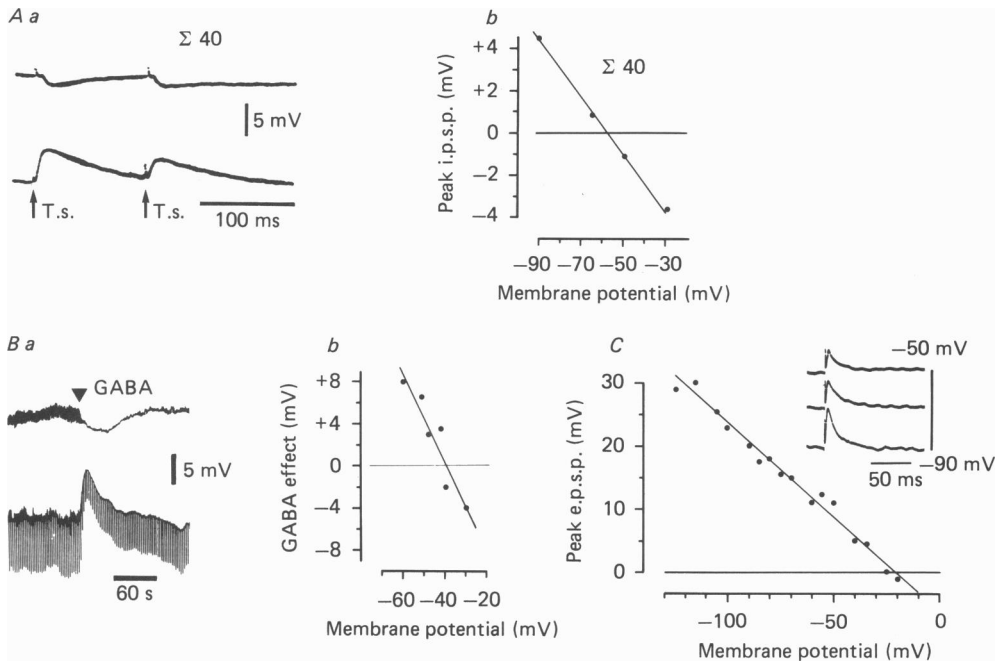 A a
Σ 40
5 mV
T.s.
T.s.
100 ms
b
Σ 40
Peak i.p.s.p. (mV)
+4
+2
0
−2
−4
−90 −70 −50 −30
Membrane potential (mV)
B a
GABA
5 mV
60 s
b
GABA effect (mV)
+8
+4
0
−4
−8
−60 −40 −20
Membrane potential (mV)
C
−50 mV
−90 mV
50 ms
Peak e.p.s.p. (mV)
30
20
10
0
−100 −50 0
Membrane potential (mV)